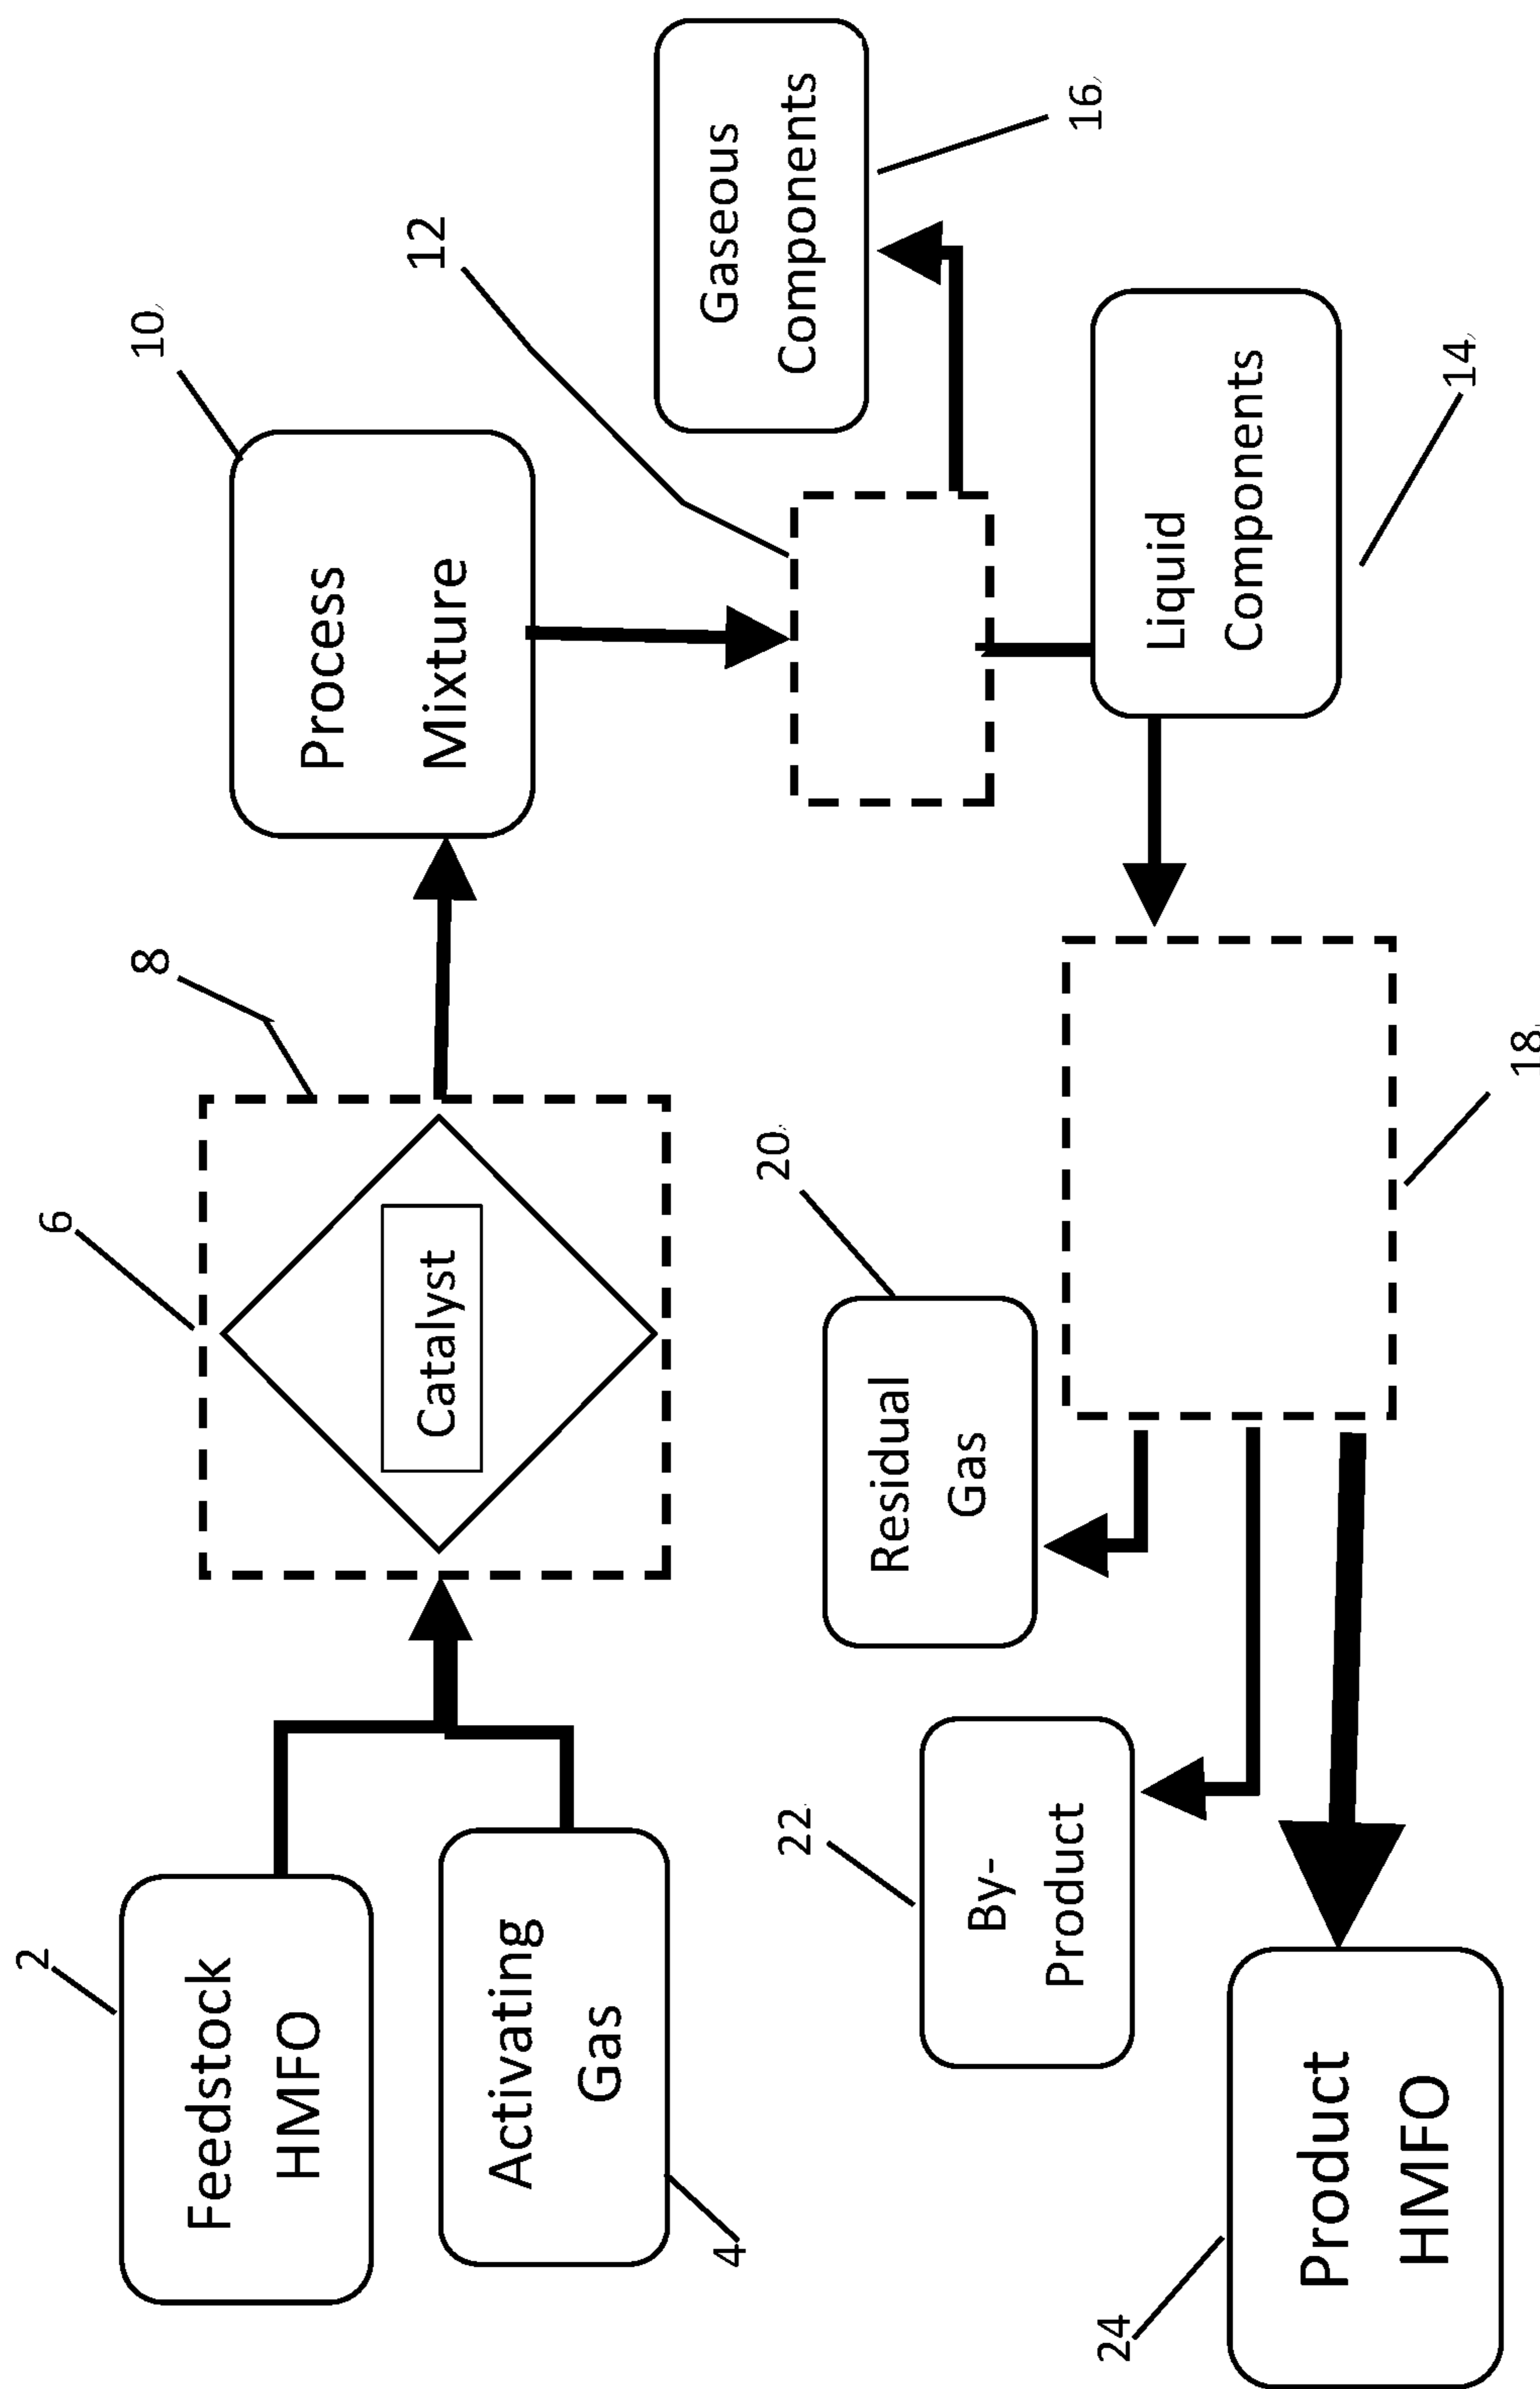 2
Feedstock
HMFO
4
Activating
Gas
6
8
Catalyst
10
Process
Mixture
12
16
Gaseous
Components
14
Liquid
Components
18
20
Residual
Gas
22
By-
Product
24
Product
HMFO